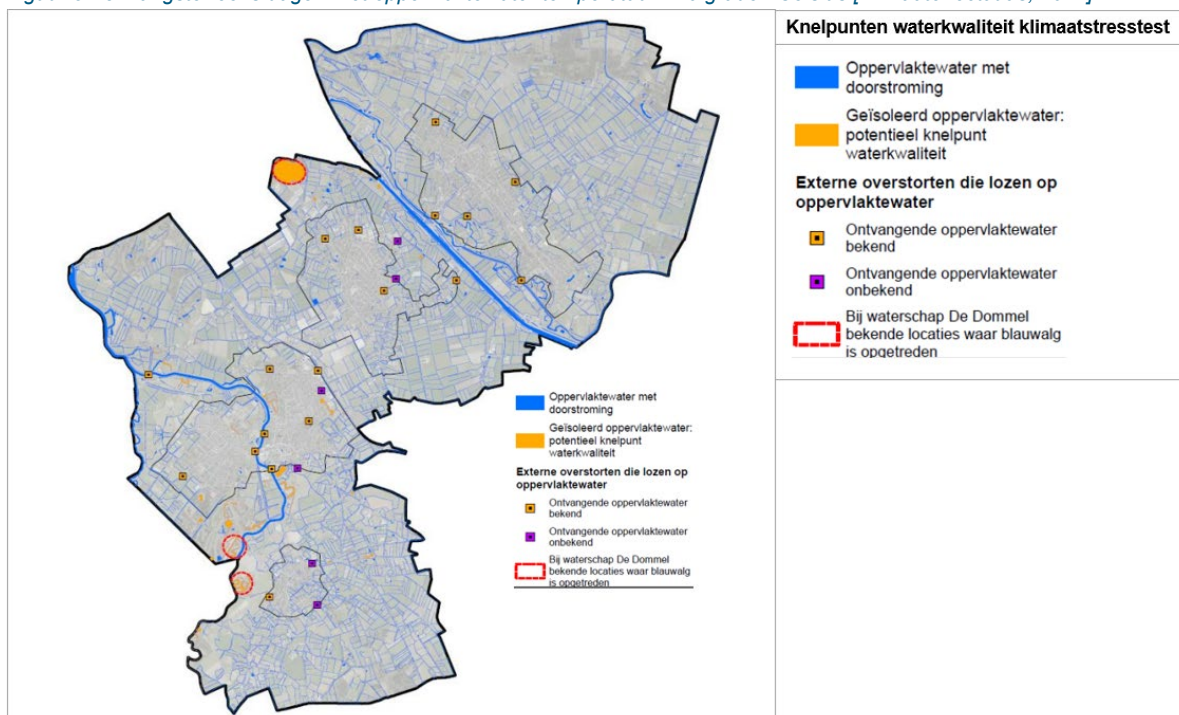 Knelpunten waterkwaliteit klimaatstresstest
Oppervlaktewater met
doorstroming
Geïsoleerd oppervlaktewater:
potentieel knelpunt
waterkwaliteit
Externe overstorten die lozen op
oppervlaktewater
Ontvangende oppervlaktewater
bekend
Ontvangende oppervlaktewater
onbekend
Bij waterschap De Dommel
bekende locaties waar blauwalg
is opgetreden
Oppervlaktewater met
doorstroming
Geïsoleerd oppervlaktewater:
potentieel knelpunt
waterkwaliteit
Externe overstorten die lozen op
oppervlaktewater
Ontvangende oppervlaktewater
bekend
Ontvangende oppervlaktewater
onbekend
Bij waterschap De Dommel
bekende locaties waar blauwalg
is opgetreden